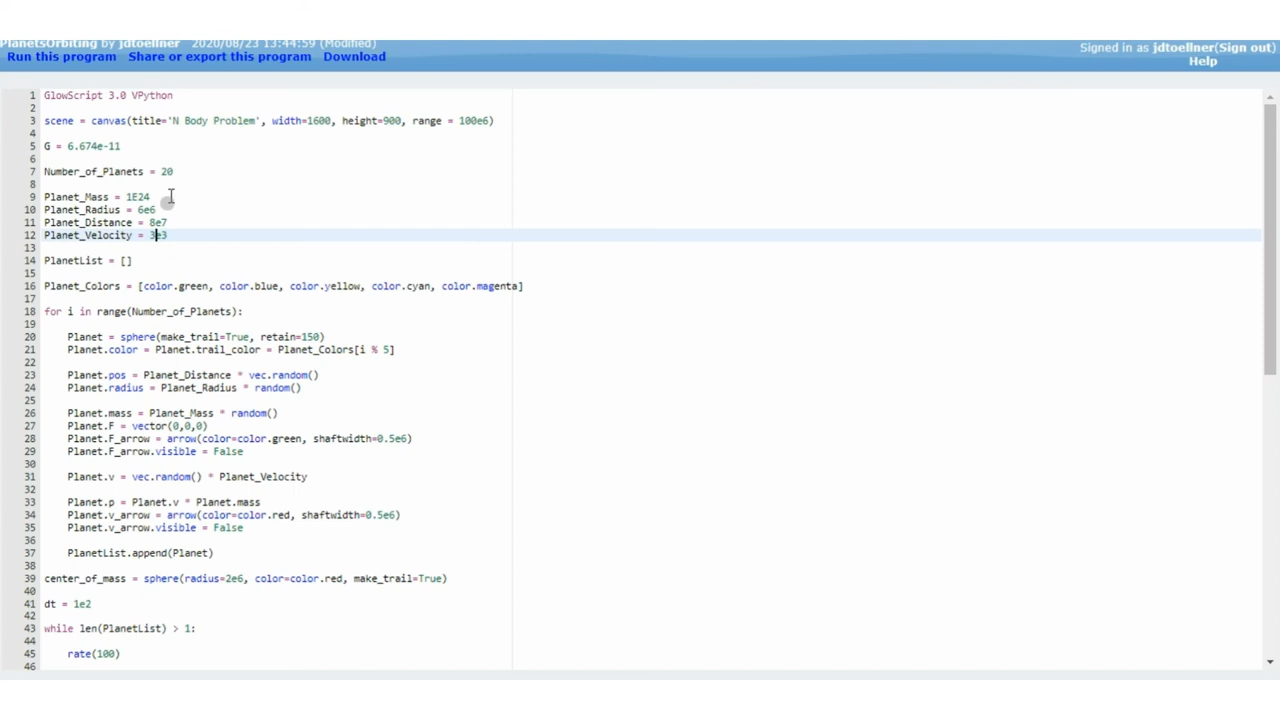 PlanetsOrbiting by jdtoellner 2020/08/23 13:44:59 (Modified)
Signed in as jdtoellner(Sign out)
Run this program Share or export this program Download
Help
1 GlowScript 3.0 VPython
2
3 scene = canvas(title='N Body Problem', width=1600, height=900, range = 100e6)
4
5 G = 6.674e-11
6
7 Number_of_Planets = 20
8
9 Planet_Mass = 1E24
10 Planet_Radius = 6e6
11 Planet_Distance = 8e7
12 Planet_Velocity = 3e3
13
14 PlanetList = []
15
16 Planet_Colors = [color.green, color.blue, color.yellow, color.cyan, color.magenta]
17
18 for i in range(Number_of_Planets):
19
20 Planet = sphere(make_trail=True, retain=150)
21 Planet.color = Planet.trail_color = Planet_Colors[i % 5]
22
23 Planet.pos = Planet_Distance * vec.random()
24 Planet.radius = Planet_Radius * random()
25
26 Planet.mass = Planet_Mass * random()
27 Planet.F = vector(0,0,0)
28 Planet.F_arrow = arrow(color=color.green, shaftwidth=0.5e6)
29 Planet.F_arrow.visible = False
30
31 Planet.v = vec.random() * Planet_Velocity
32
33 Planet.p = Planet.v * Planet.mass
34 Planet.v_arrow = arrow(color=color.red, shaftwidth=0.5e6)
35 Planet.v_arrow.visible = False
36
37 PlanetList.append(Planet)
38
39 center_of_mass = sphere(radius=2e6, color=color.red, make_trail=True)
40
41 dt = 1e2
42
43 while len(PlanetList) > 1:
44
45 rate(100)
46